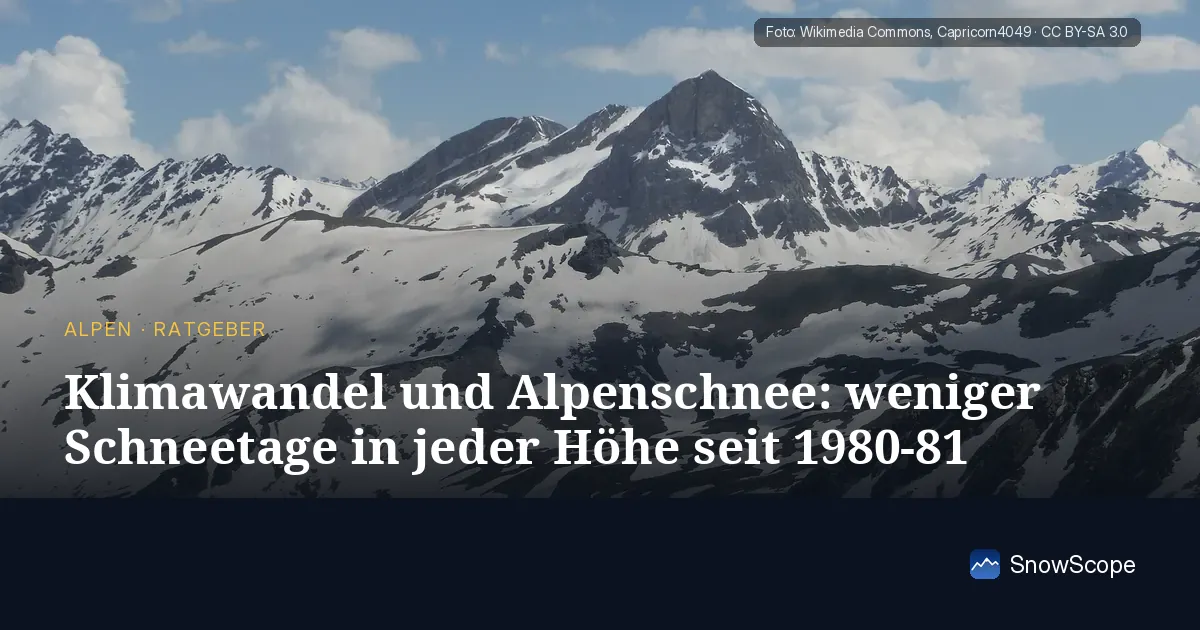 Foto: Wikimedia Commons, Capricorn4049 · CC BY-SA 3.0
ALPEN · RATGEBER
Klimawandel und Alpenschnee: weniger
Schneetage in jeder Höhe seit 1980-81
SnowScope